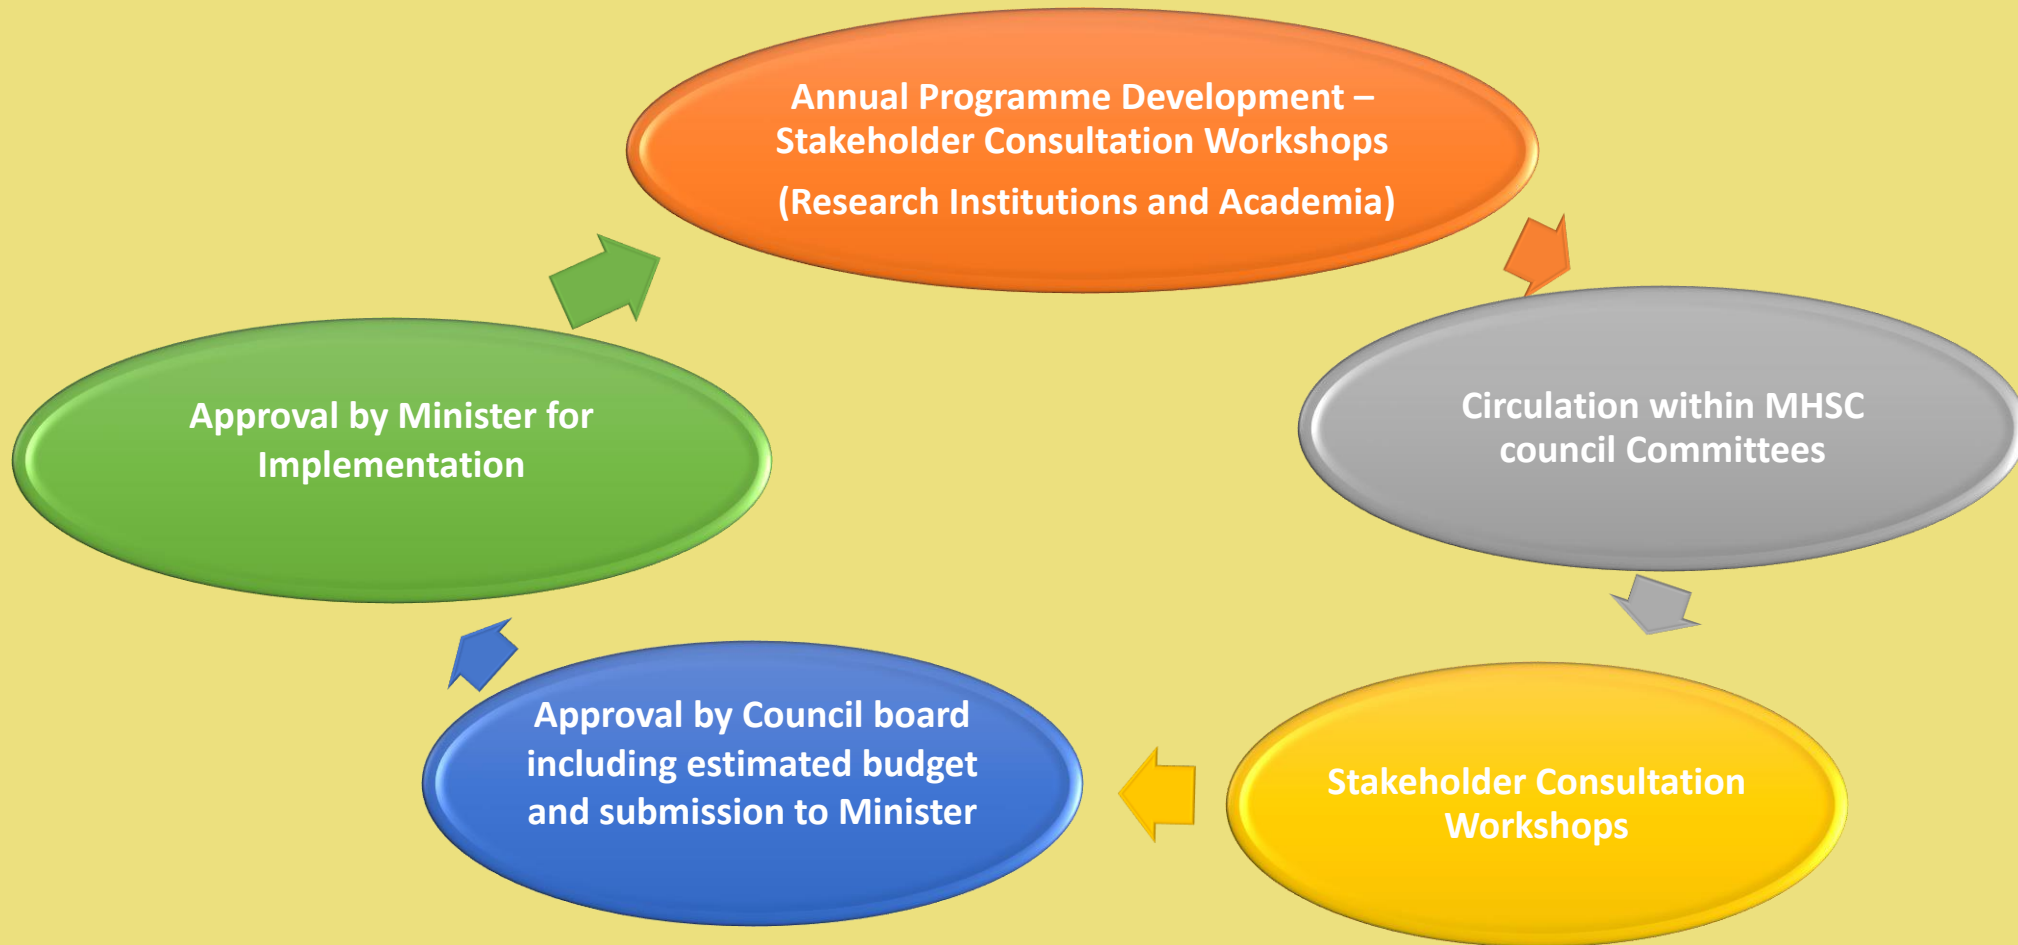 Annual Programme Development –
Stakeholder Consultation Workshops
(Research Institutions and Academia)
Circulation within MHSC
council Committees
Stakeholder Consultation
Workshops
Approval by Council board
including estimated budget
and submission to Minister
Approval by Minister for
Implementation